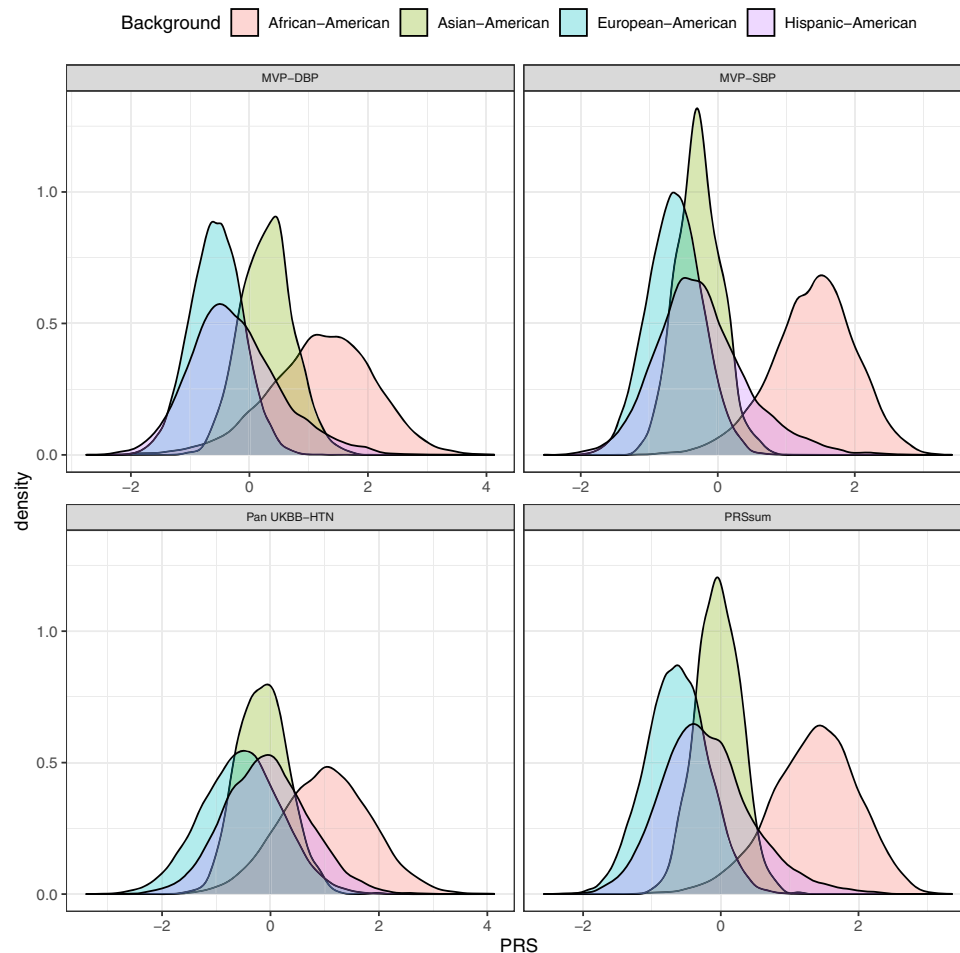 Background African−American Asian−American European−American Hispanic−American
MVP−DBP MVP−SBP
1.0
0.5
0.0
−2 0 2 4 −2 0 2
density
Pan UKBB−HTN PRSsum
1.0
0.5
0.0
−2 0 2 4 −2 0 2
PRS